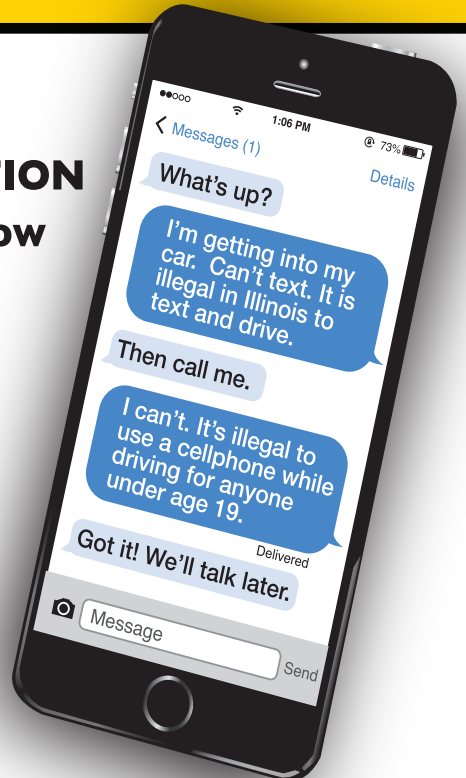 TION
ow
1:06 PM
73%
Messages (1)
Details
What's up?
I'm getting into my
car.  Can't text. It is
illegal in Illinois to
text and drive.
Then call me.
I can't. It's illegal to
use a cellphone while
driving for anyone
under age 19.
Delivered
Got it! We'll talk later.
Message
Send